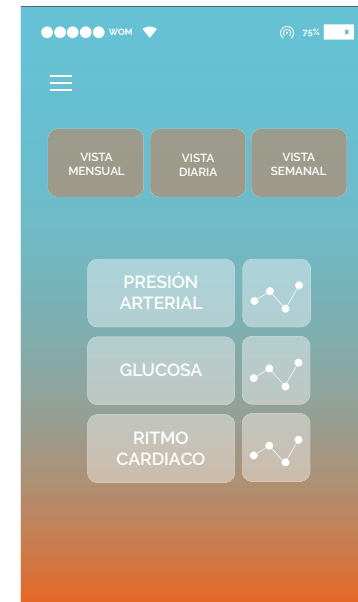 WOM 75%
VISTA MENSUAL
VISTA DIARIA
VISTA SEMANAL
PRESIÓN
ARTERIAL
GLUCOSA
RITMO
CARDIACO